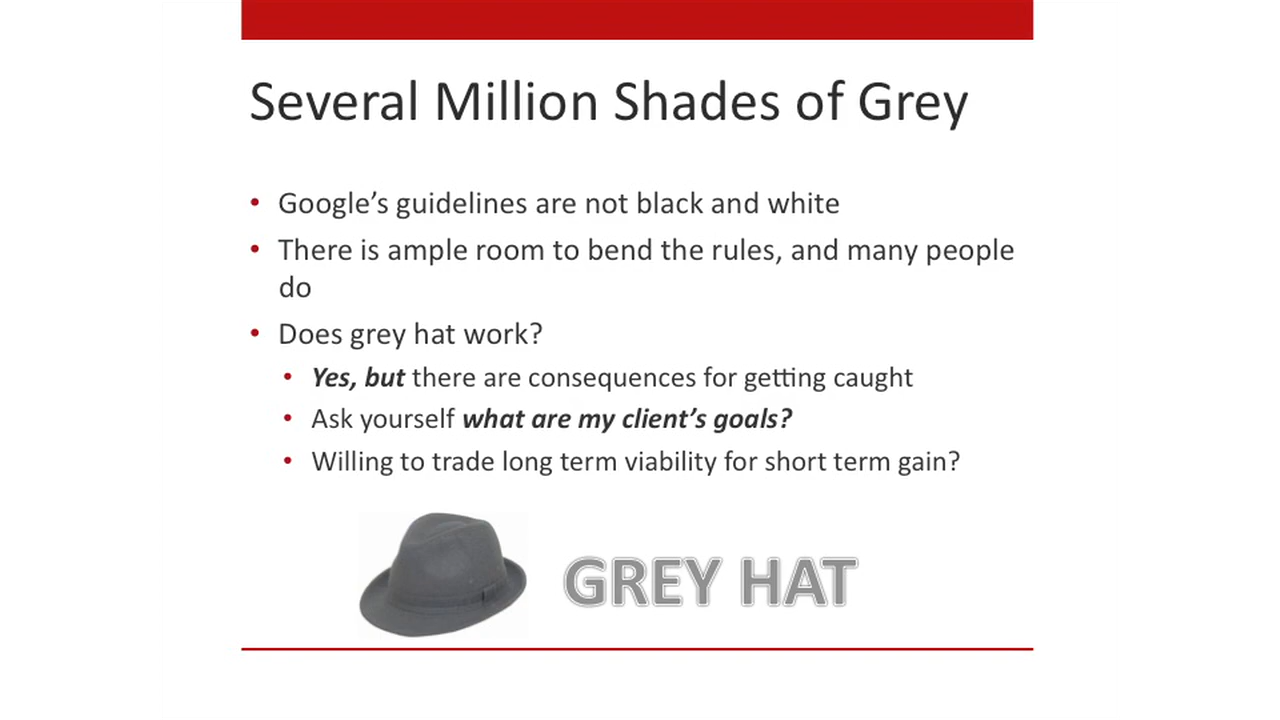 Several Million Shades of Grey
• Google’s guidelines are not black and white
• There is ample room to bend the rules, and many people
do
• Does grey hat work?
• Yes, but there are consequences for getting caught
• Ask yourself what are my client’s goals?
• Willing to trade long term viability for short term gain?
GREY HAT